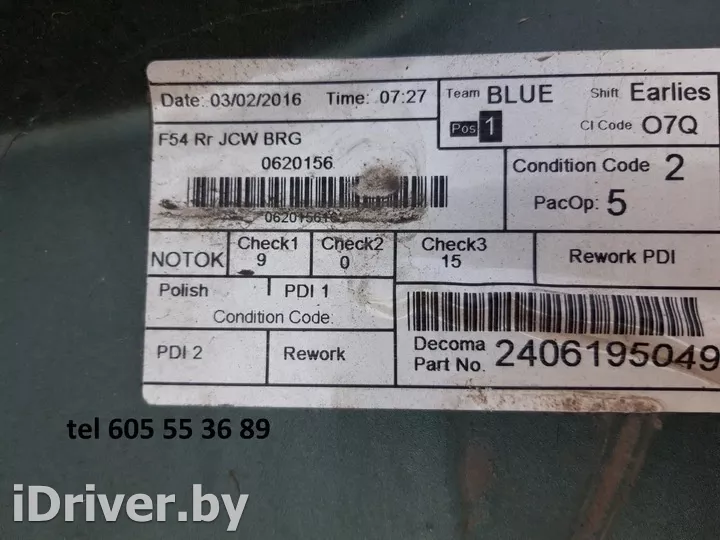 Date: 03/02/2016 Time: 07:27
Team BLUE Shift Earlies
Pos 1 CI Code O7Q
F54 Rr JCW BRG
0620156
Condition Code 2
PacOp: 5
NOTOK
Check1
9
Check2
0
Check3
15
Rework PDI
Polish
PDI 1
Condition Code.
PDI 2
Rework
Decoma
Part No. 2406195049
tel 605 55 36 89
iDriver.by